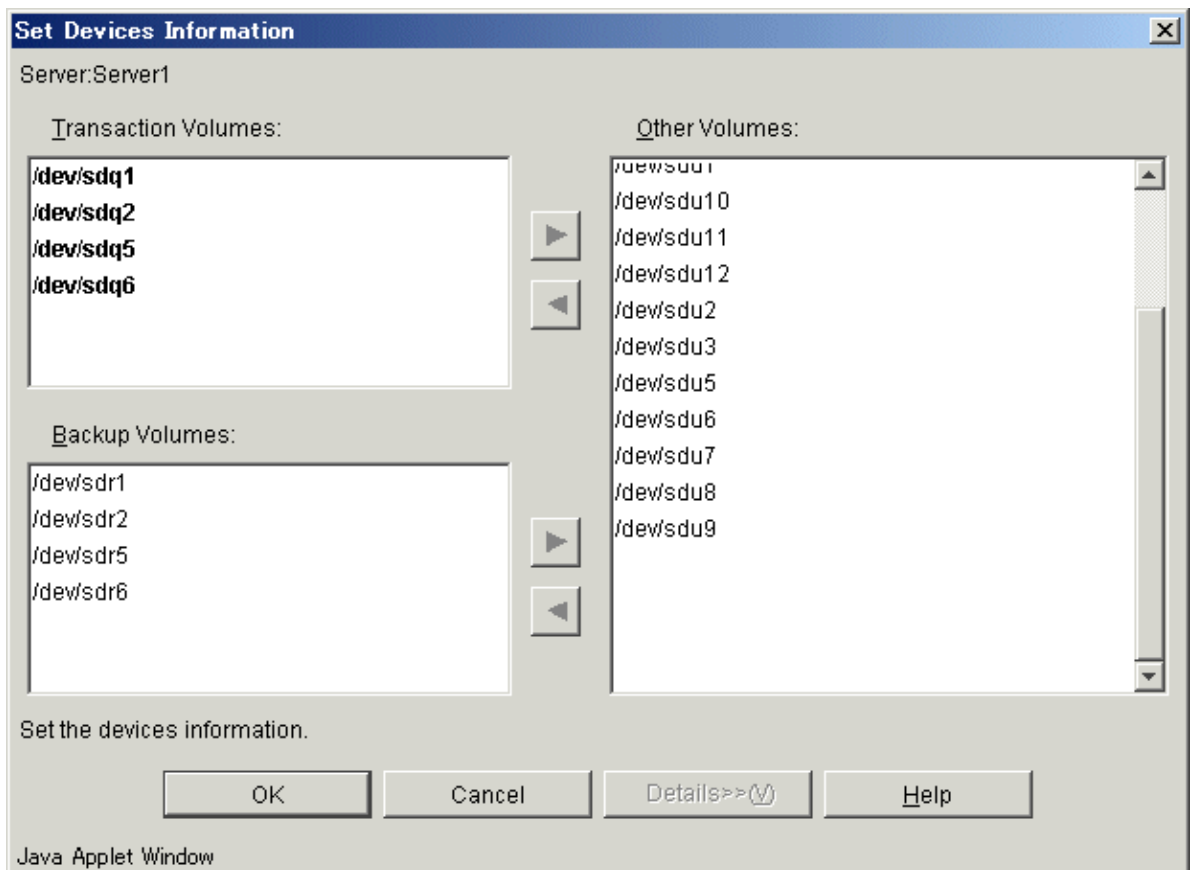 Set Devices Information
Server:Server1
Transaction Volumes:
/dev/sdq1
/dev/sdq2
/dev/sdq5
/dev/sdq6
Backup Volumes:
/dev/sdr1
/dev/sdr2
/dev/sdr5
/dev/sdr6
Other Volumes:
/dev/sdu1
/dev/sdu10
/dev/sdu11
/dev/sdu12
/dev/sdu2
/dev/sdu3
/dev/sdu5
/dev/sdu6
/dev/sdu7
/dev/sdu8
/dev/sdu9
Set the devices information.
OK
Cancel
Details>>(V)
Help
Java Applet Window